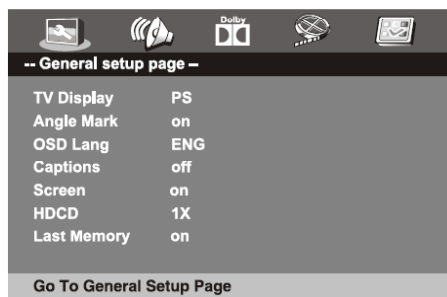 Dolby
-- General setup page –
TV Display PS
Angle Mark on
OSD Lang ENG
Captions off
Screen on
HDCD 1X
Last Memory on
Go To General Setup Page